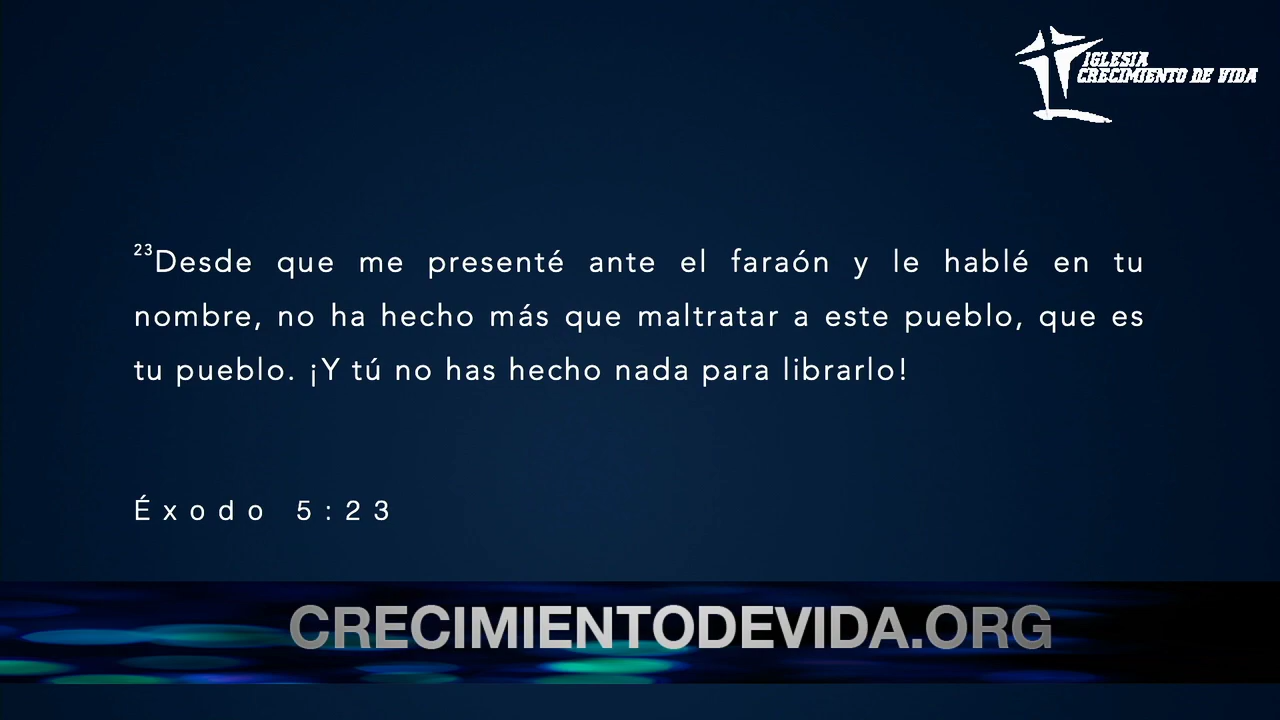 IGLESIA
CRECIMIENTO DE VIDA
23Desde que me presenté ante el faraón y le hablé en tu
nombre, no ha hecho más que maltratar a este pueblo, que es
tu pueblo. ¡Y tú no has hecho nada para librarlo!
Éxodo 5:23
CRECIMIENTODEVIDA.ORG